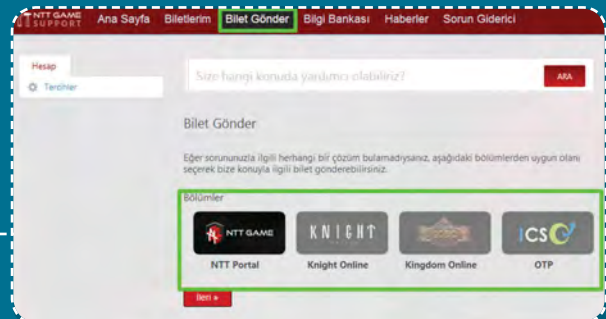 NTT GAME
SUPPORT
Ana Sayfa Biletlerim Bilet Gönder Bilgi Bankası Haberler Sorun Giderici
Hesap
Tercihler
Size hangi konuda yardımcı olabiliriz?
ARA
Bilet Gönder
Eğer sorununuzla ilgili herhangi bir çözüm bulamadıysanız, aşağıdaki bölümlerden uygun olanı
seçerek bize konuyla ilgili bilet gönderebilirsiniz.
Bölümler
NTT GAME KNIGHT CS
NTT Portal Knight Online Kingdom Online OTP
İleri »